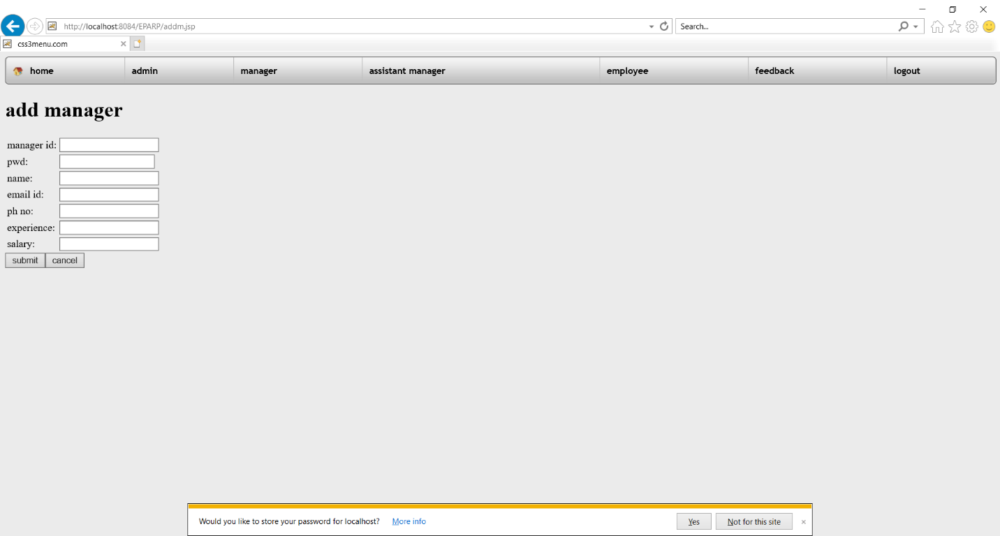 http://localhost:8084/EPARP/addm.jsp
Search...
css3menu.com
home admin manager assistant manager employee feedback logout
add manager
manager id:
pwd:
name:
email id:
ph no:
experience:
salary:
submit cancel
Would you like to store your password for localhost? More info Yes Not for this site